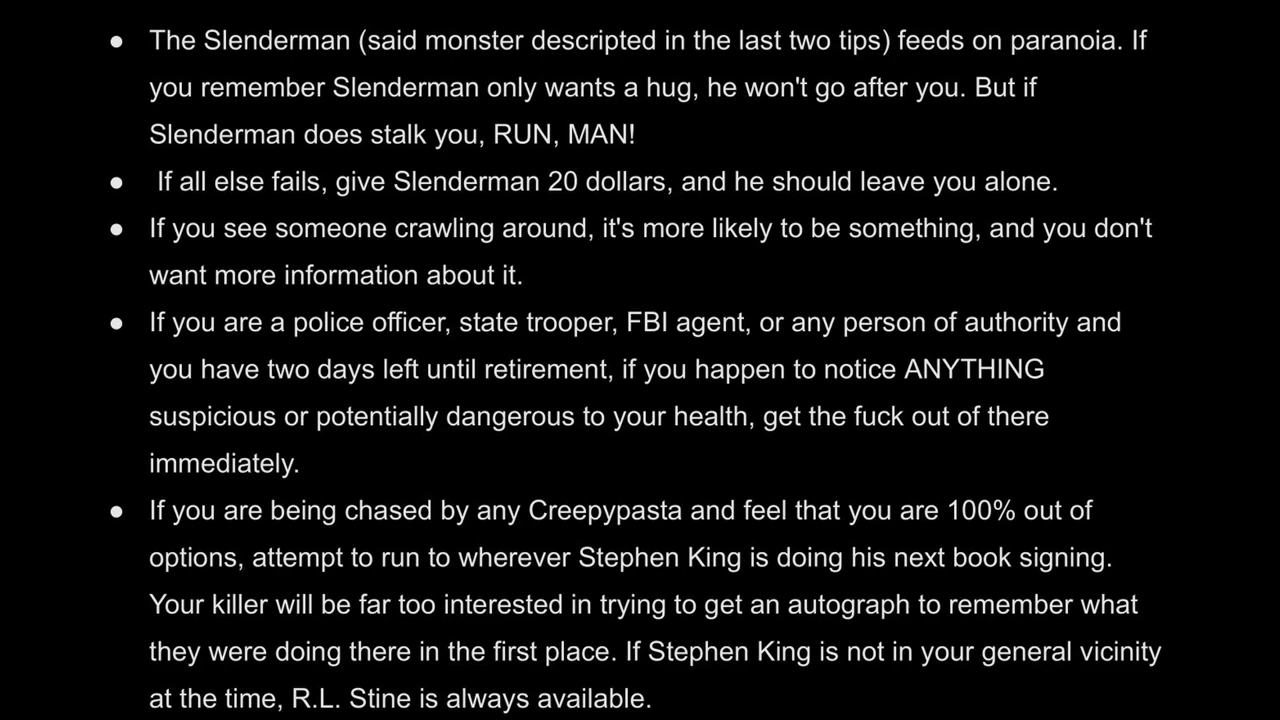 ● The Slenderman (said monster descripted in the last two tips) feeds on paranoia. If
you remember Slenderman only wants a hug, he won't go after you. But if
Slenderman does stalk you, RUN, MAN!
● If all else fails, give Slenderman 20 dollars, and he should leave you alone.
● If you see someone crawling around, it's more likely to be something, and you don't
want more information about it.
● If you are a police officer, state trooper, FBI agent, or any person of authority and
you have two days left until retirement, if you happen to notice ANYTHING
suspicious or potentially dangerous to your health, get the fuck out of there
immediately.
● If you are being chased by any Creepypasta and feel that you are 100% out of
options, attempt to run to wherever Stephen King is doing his next book signing.
Your killer will be far too interested in trying to get an autograph to remember what
they were doing there in the first place. If Stephen King is not in your general vicinity
at the time, R.L. Stine is always available.